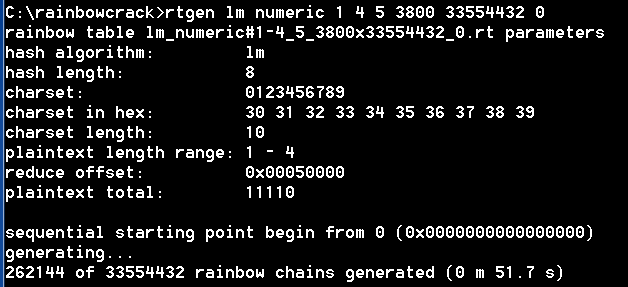 C:\rainbowcrack>rtgen lm numeric 1 4 5 3800 33554432 0
rainbow table lm_numeric#1-4_5_3800x33554432_0.rt parameters
hash algorithm: lm
hash length: 8
charset: 0123456789
charset in hex: 30 31 32 33 34 35 36 37 38 39
charset length: 10
plaintext length range: 1 - 4
reduce offset: 0x00050000
plaintext total: 11110
sequential starting point begin from 0 (0x0000000000000000)
generating...
262144 of 33554432 rainbow chains generated (0 m 51.7 s)